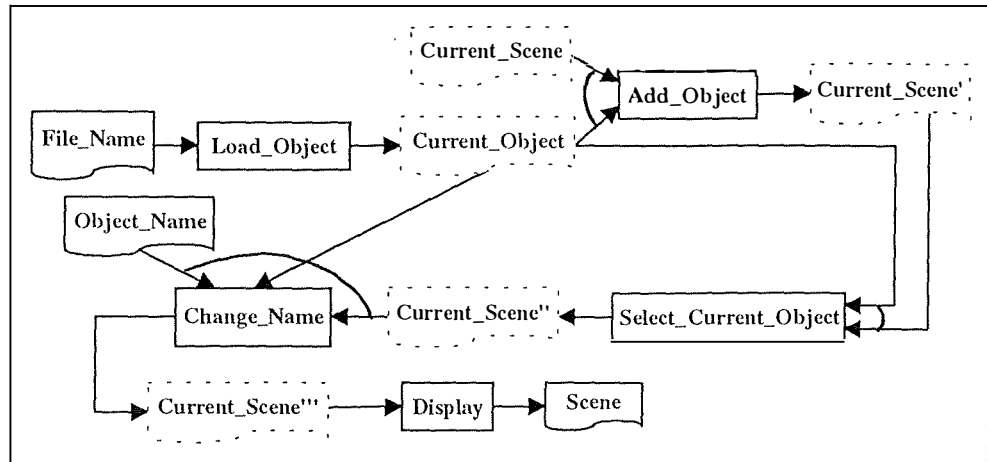 Current_Scene
Add_Object
Current_Scene'
File_Name
Load_Object
Current_Object
Object_Name
Change_Name
Current_Scene''
Select_Current_Object
Current_Scene'''
Display
Scene